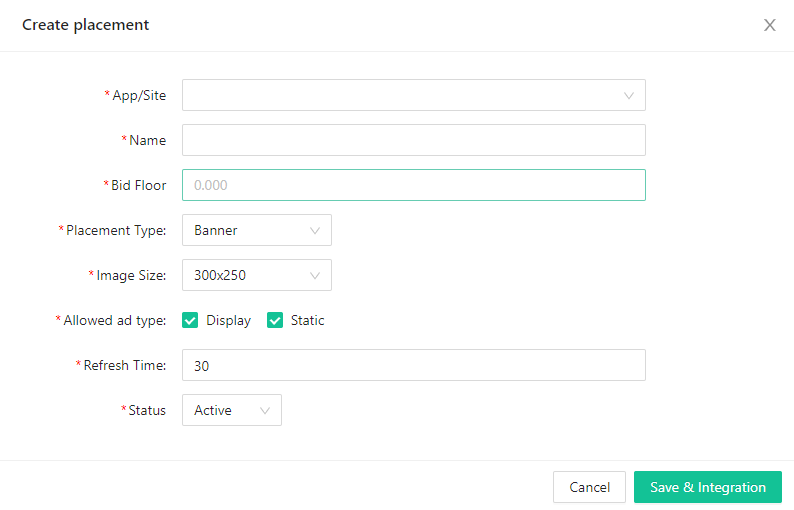 Create placement
* App/Site
* Name
* Bid Floor 0.000
* Placement Type: Banner
* Image Size: 300x250
* Allowed ad type: Display Static
* Refresh Time: 30
* Status Active
Cancel Save & Integration